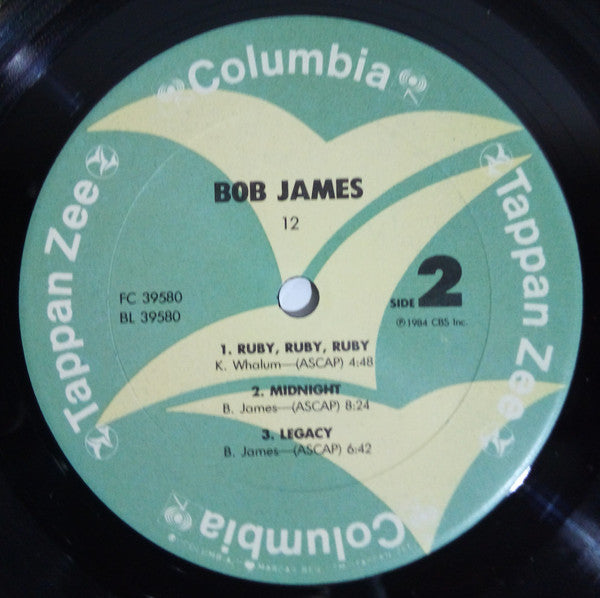 Columbia
BOB JAMES
12
Tappan Zee
Tappan Zee
FC 39580
BL 39580
SIDE 2
℗1984 CBS Inc.
1. RUBY, RUBY, RUBY
K. Whalum—(ASCAP) 4:48
2. MIDNIGHT
B. James—(ASCAP) 8:24
3. LEGACY
B. James—(ASCAP) 6:42
Columbia